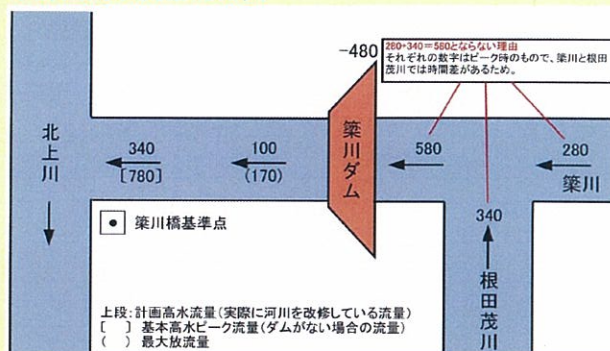 -480
280+340=580とならない理由
それぞれの数字はピーク時のもので、簗川と根田
茂川では時間差があるため。
北上川
340
[780]
100
(170)
簗川ダム
580
280
簗川
340
根田茂川
簗川橋基準点
上段:計画高水流量(実際に河川を改修している流量)
[　] 基本高水ピーク流量(ダムがない場合の流量)
(　) 最大放流量